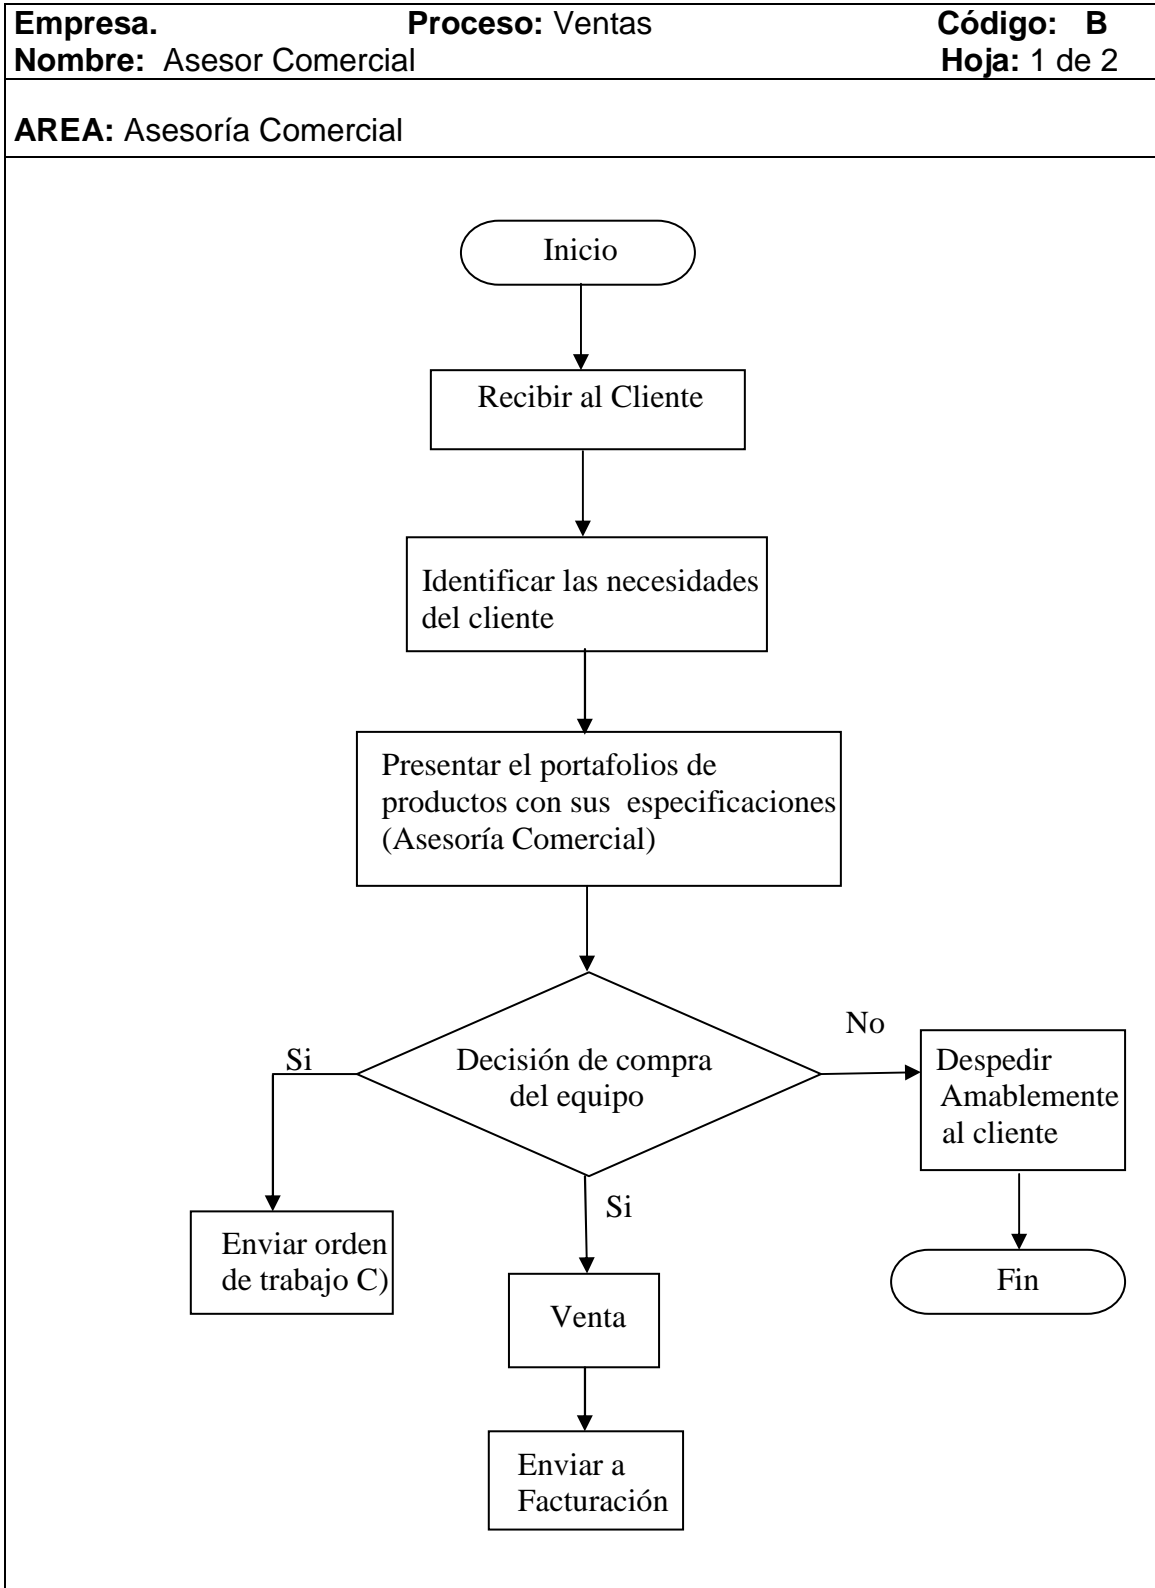 Empresa. Proceso: Ventas Código: B
Nombre: Asesor Comercial Hoja: 1 de 2
AREA: Asesoría Comercial
Inicio
Recibir al Cliente
Identificar las necesidades
del cliente
Presentar el portafolios de
productos con sus especificaciones
(Asesoría Comercial)
Decisión de compra
del equipo
Si
No
Despedir
Amablemente
al cliente
Si
Enviar orden
de trabajo C)
Fin
Venta
Enviar a
Facturación